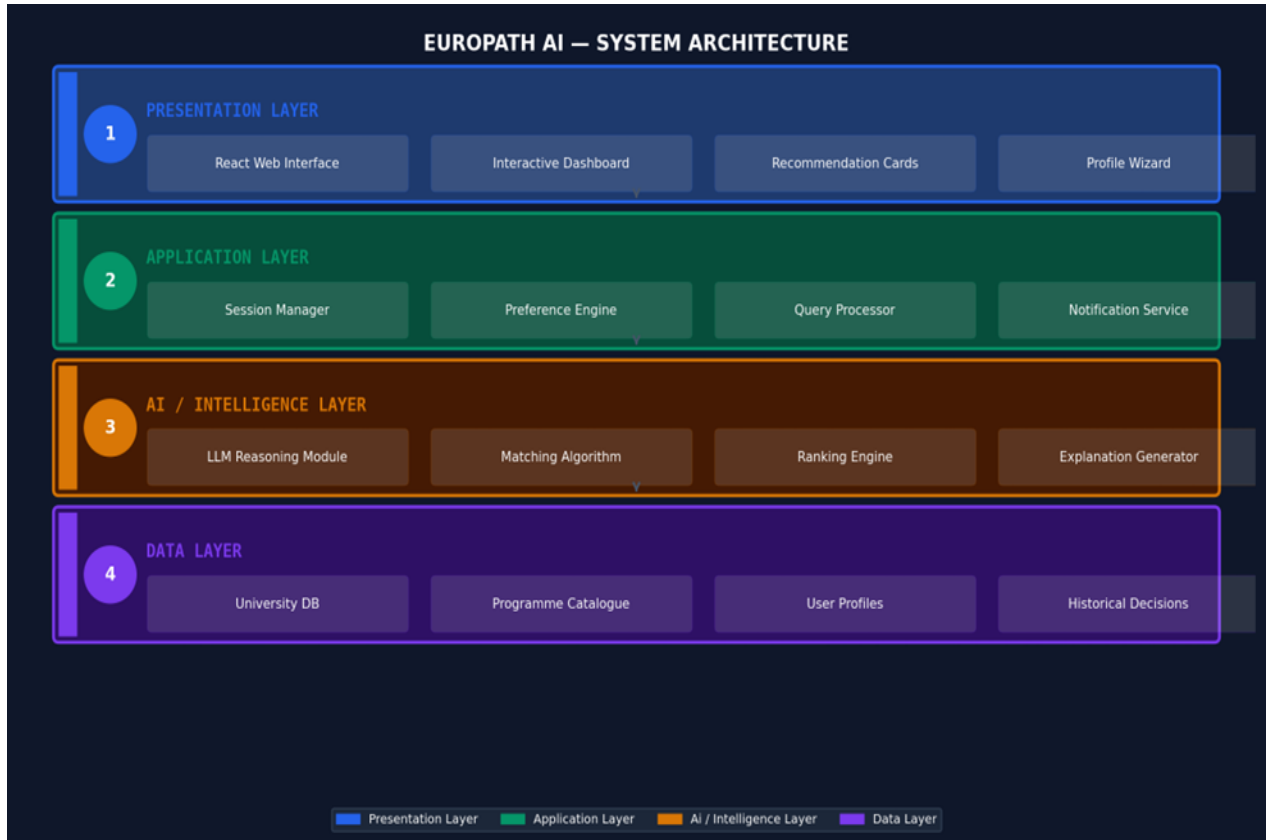 EUROPATH AI — SYSTEM ARCHITECTURE
PRESENTATION LAYER
1
React Web Interface
Interactive Dashboard
Recommendation Cards
Profile Wizard
APPLICATION LAYER
2
Session Manager
Preference Engine
Query Processor
Notification Service
AI / INTELLIGENCE LAYER
3
LLM Reasoning Module
Matching Algorithm
Ranking Engine
Explanation Generator
DATA LAYER
4
University DB
Programme Catalogue
User Profiles
Historical Decisions
Presentation Layer
Application Layer
Ai / Intelligence Layer
Data Layer